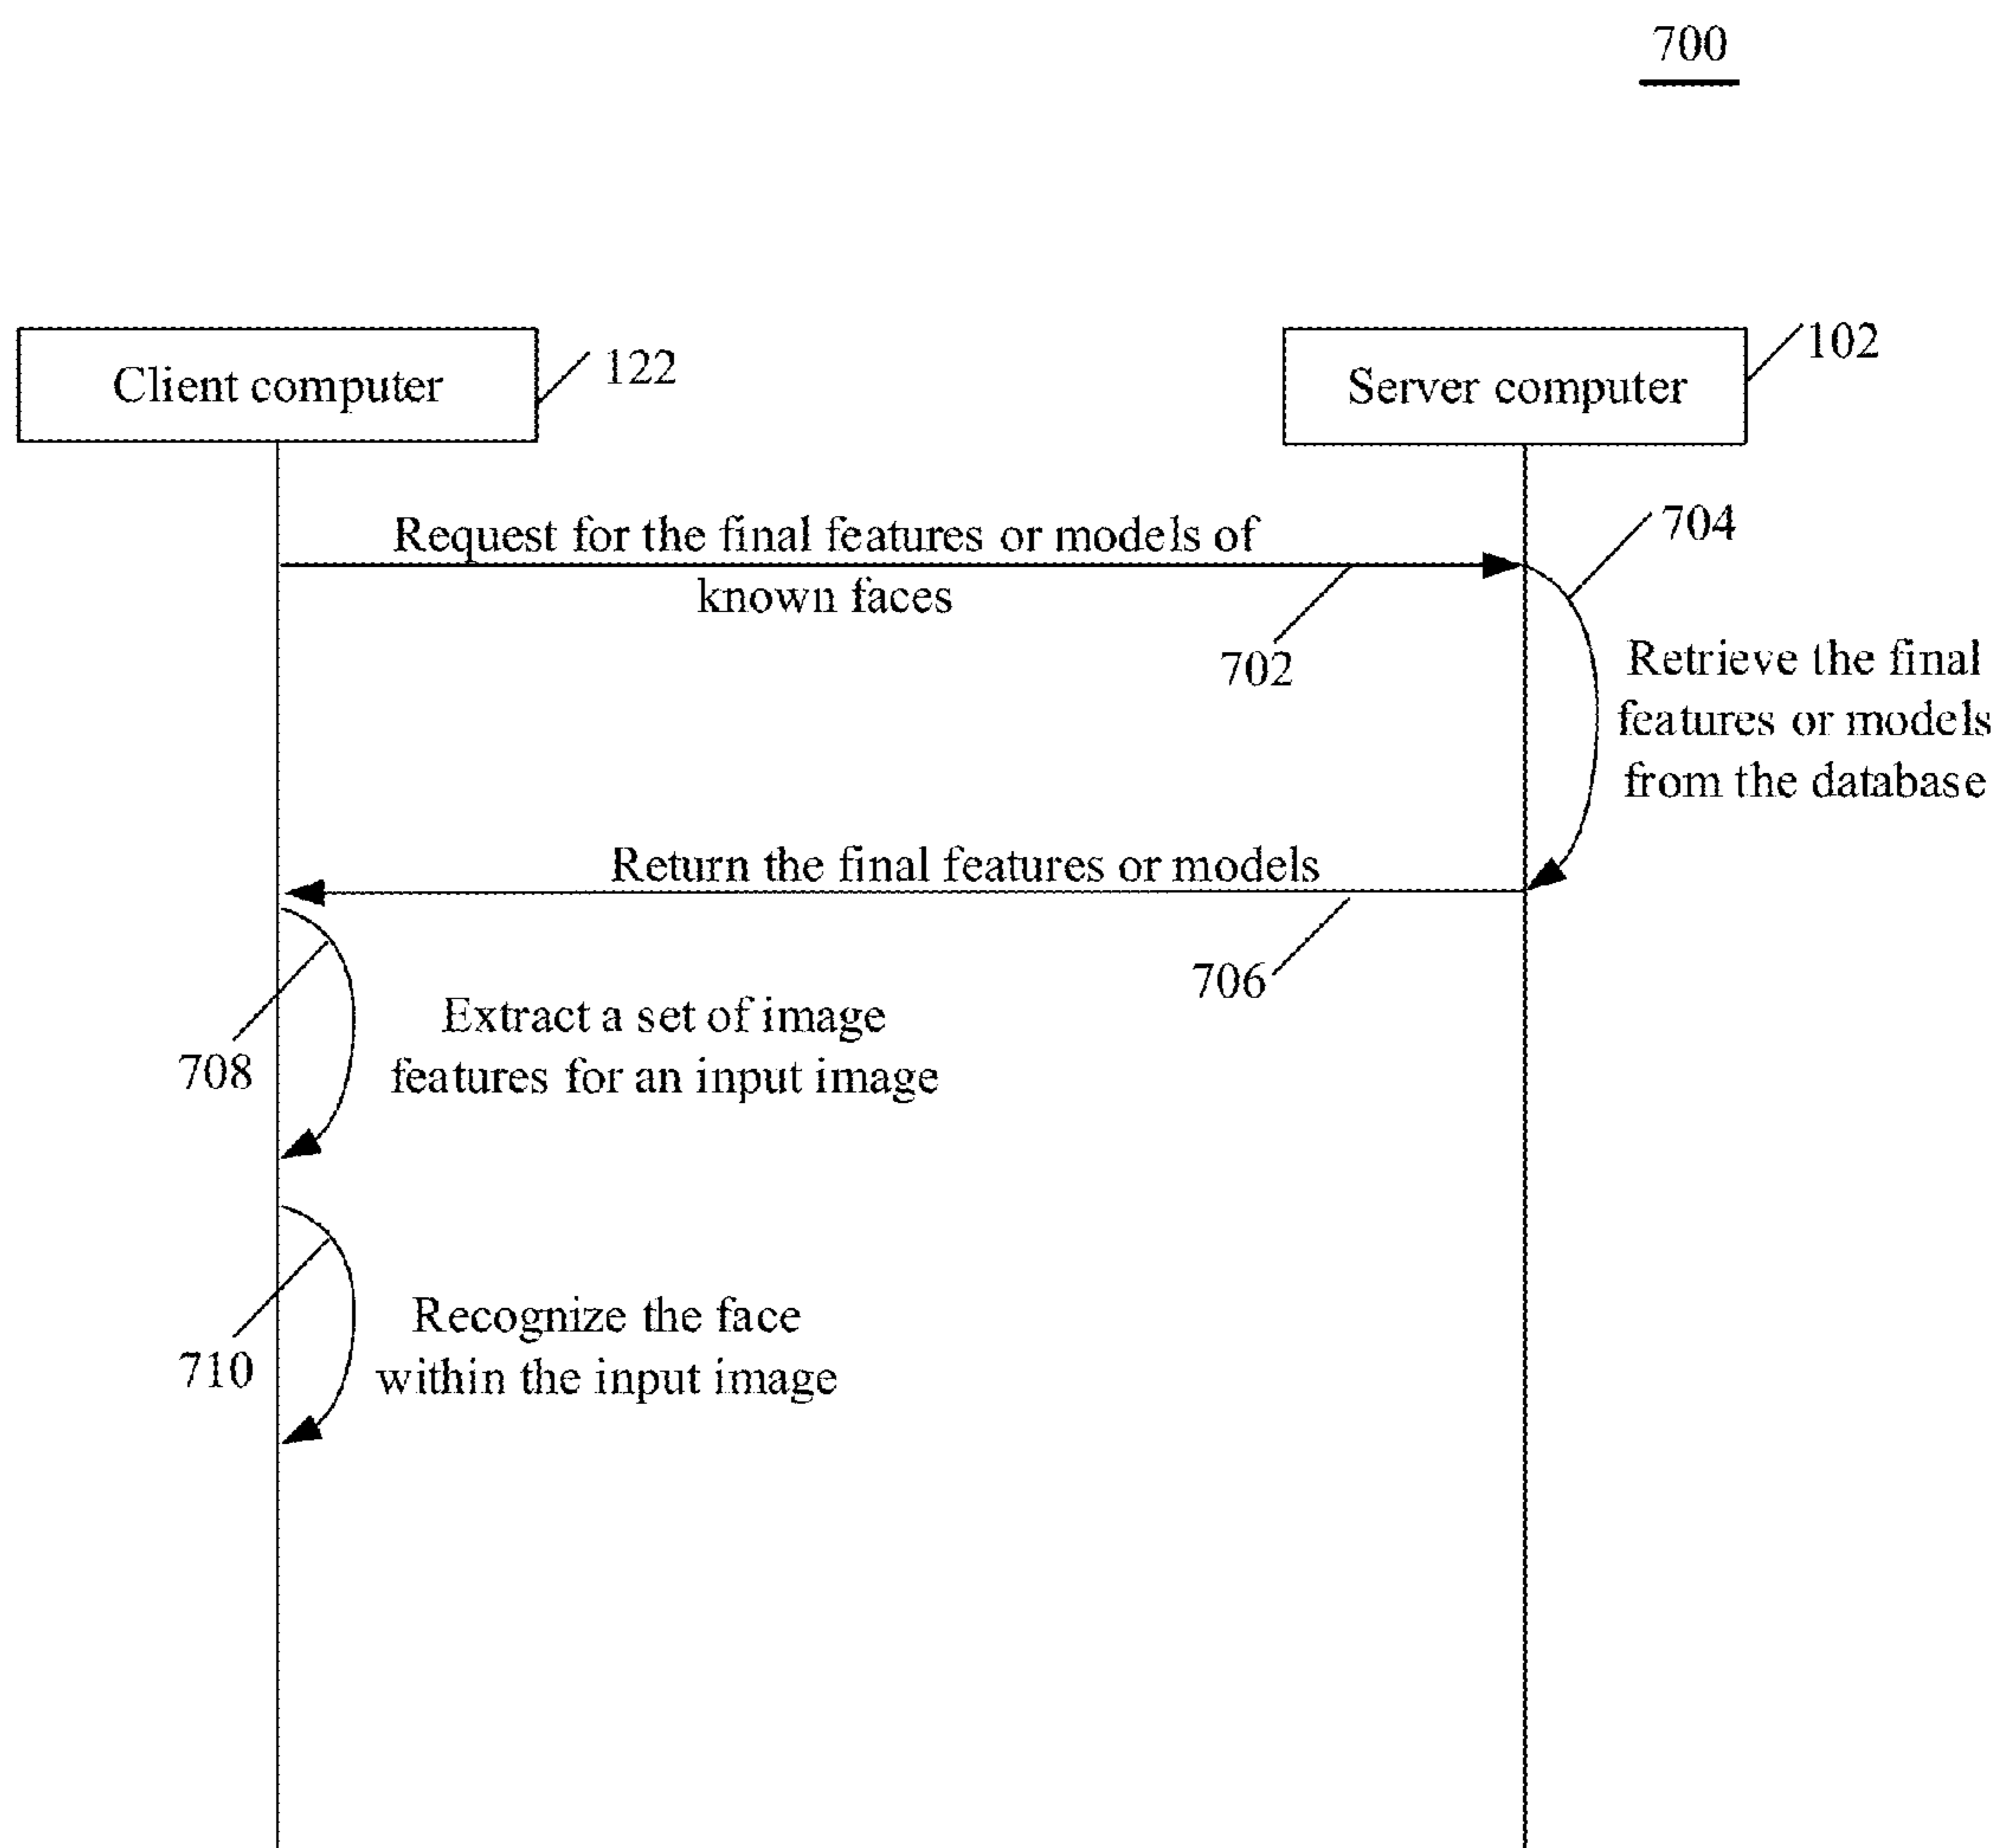 700
Client computer
122
Server computer
102
Request for the final features or models of
known faces
702
704
Retrieve the final
features or models
from the database
Return the final features or models
706
708
Extract a set of image
features for an input image
710
Recognize the face
within the input image